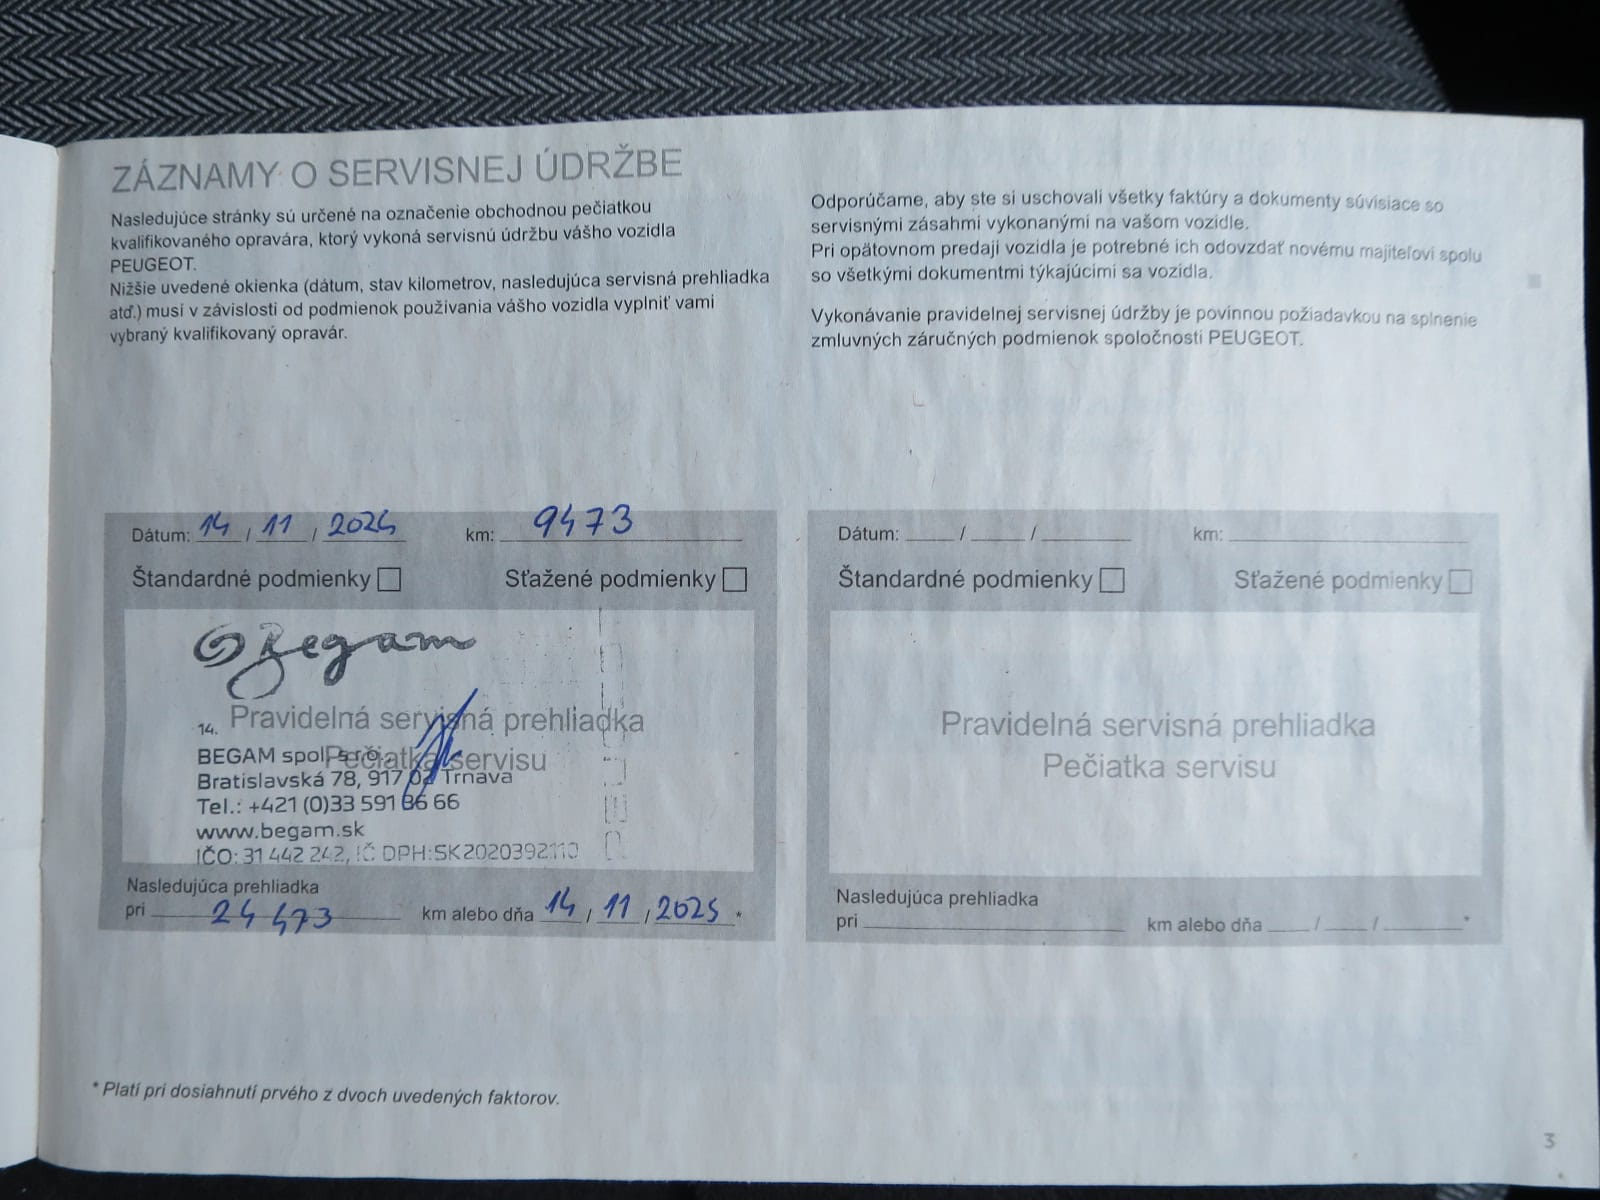 ZÁZNAMY O SERVISNEJ ÚDRŽBE
Nasledujúce stránky sú určené na označenie obchodnou pečiatkou
kvalifikovaného opravára, ktorý vykoná servisnú údržbu vášho vozidla
PEUGEOT.
Nižšie uvedené okienka (dátum, stav kilometrov, nasledujúca servisná prehliadka
atď.) musí v závislosti od podmienok používania vášho vozidla vyplniť vami
vybraný kvalifikovaný opravár.
Odporúčame, aby ste si uschovali všetky faktúry a dokumenty súvisiace so
servisnými zásahmi vykonanými na vašom vozidle.
Pri opätovnom predaji vozidla je potrebné ich odovzdať novému majiteľovi spolu
so všetkými dokumentmi týkajúcimi sa vozidla.
Vykonávanie pravidelnej servisnej údržby je povinnou požiadavkou na splnenie
zmluvných záručných podmienok spoločnosti PEUGEOT.
Dátum: 14 / 11 / 2024 km: 9473
Štandardné podmienky Sťažené podmienky
Begam
14.
Pravidelná servisná prehliadka
Pečiatka servisu
BEGAM spol. s r.o.
Bratislavská 78, 917 02 Trnava
Tel.: +421 (0)33 591 36 66
www.begam.sk
IČO: 31 442 242, IČ DPH:SK2020392110
Nasledujúca prehliadka
pri 24 473 km alebo dňa 14 / 11 / 2025 *
Dátum: / / km:
Štandardné podmienky Sťažené podmienky
Pravidelná servisná prehliadka
Pečiatka servisu
Nasledujúca prehliadka
pri km alebo dňa / / *
* Platí pri dosiahnutí prvého z dvoch uvedených faktorov.
3